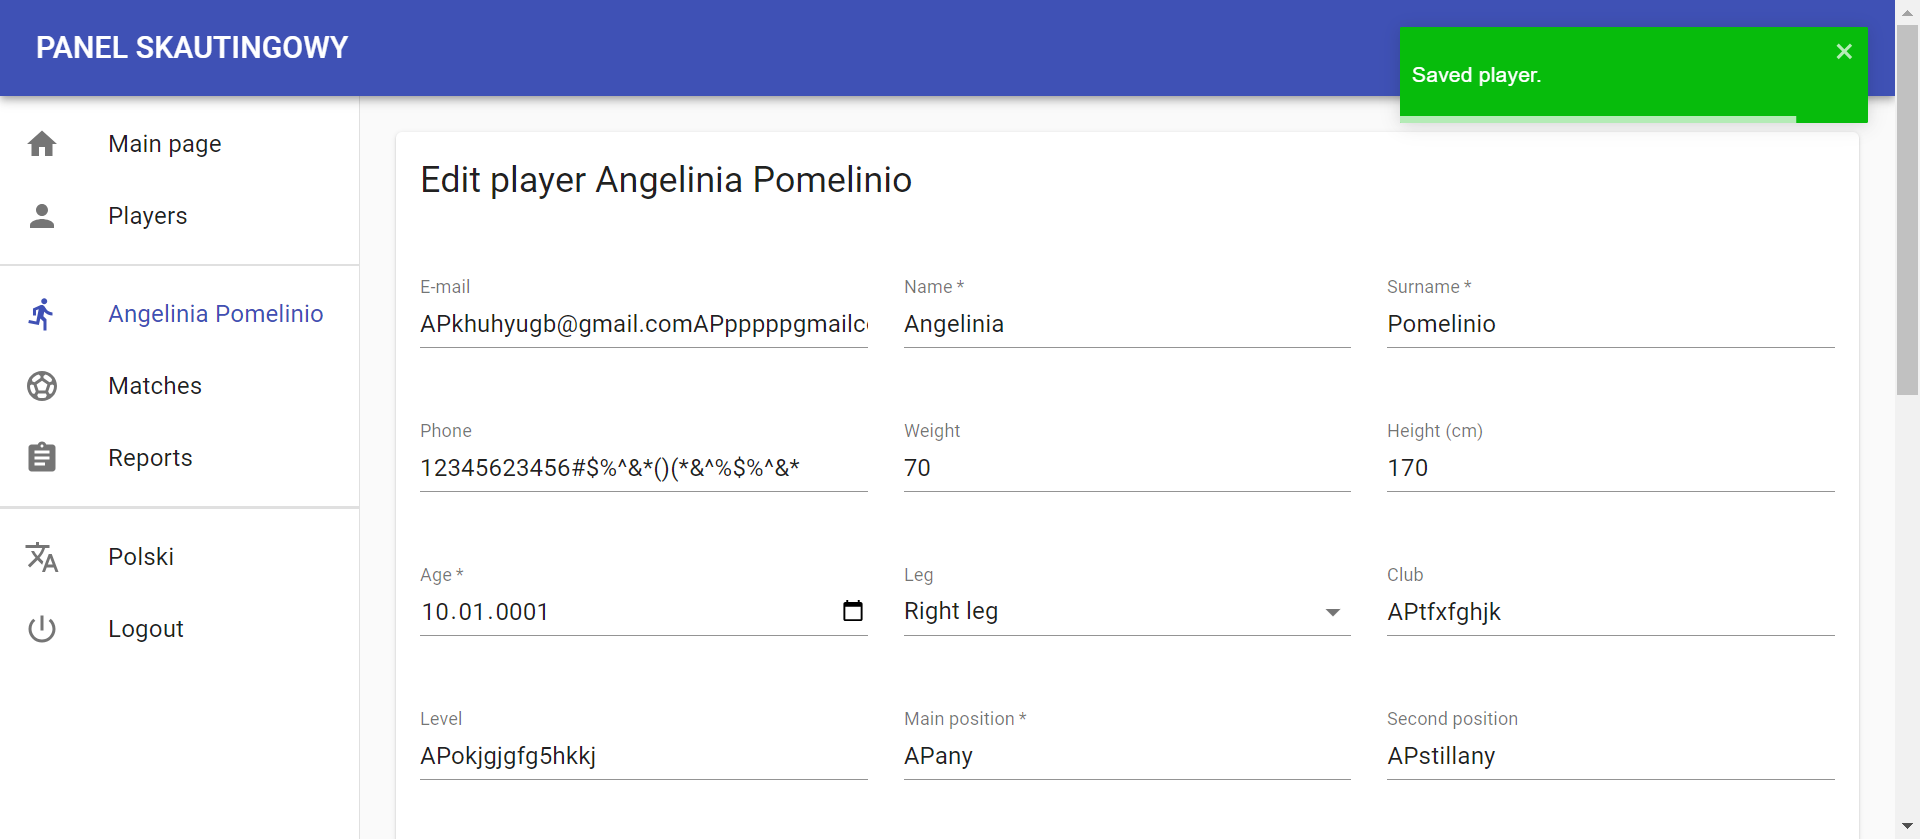 PANEL SKAUTINGOWY
Saved player.
Main page
Players
Angelinia Pomelinio
Matches
Reports
Polski
Logout
Edit player Angelinia Pomelinio
E-mail
APkhuhyugb@gmail.comAPpppppgmailc
Name *
Angelinia
Surname *
Pomelinio
Phone
12345623456#$%^&*()(*&^%$%^&*
Weight
70
Height (cm)
170
Age *
10.01.0001
Leg
Right leg
Club
APtfxfghjk
Level
APokjgjgfg5hkkj
Main position *
APany
Second position
APstillany